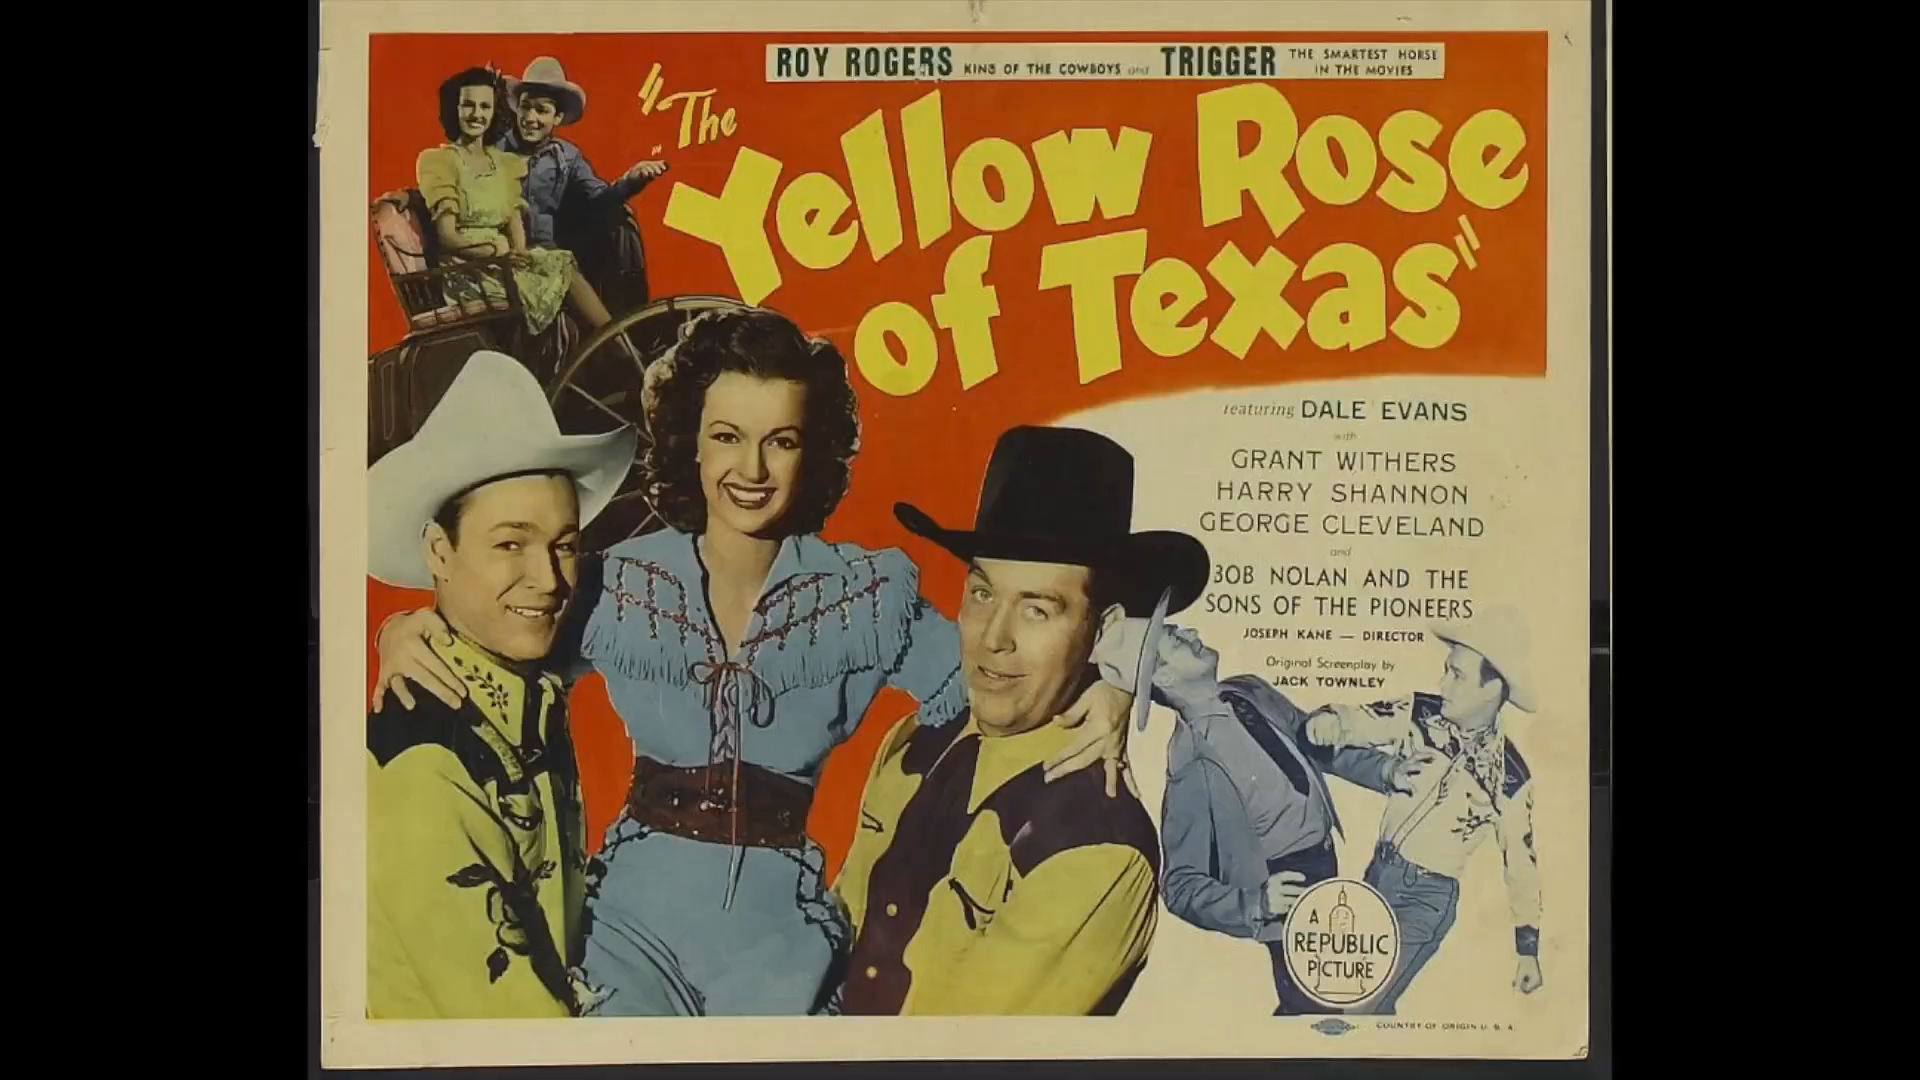 ROY ROGERS KING OF THE COWBOYS and TRIGGER THE SMARTEST HORSE
IN THE MOVIES
"The
Yellow Rose
of Texas"
featuring DALE EVANS
with
GRANT WITHERS
HARRY SHANNON
GEORGE CLEVELAND
and
BOB NOLAN AND THE
SONS OF THE PIONEERS
JOSEPH KANE — DIRECTOR
Original Screenplay by
JACK TOWNLEY
A
REPUBLIC
PICTURE
COUNTRY OF ORIGIN U. S. A.